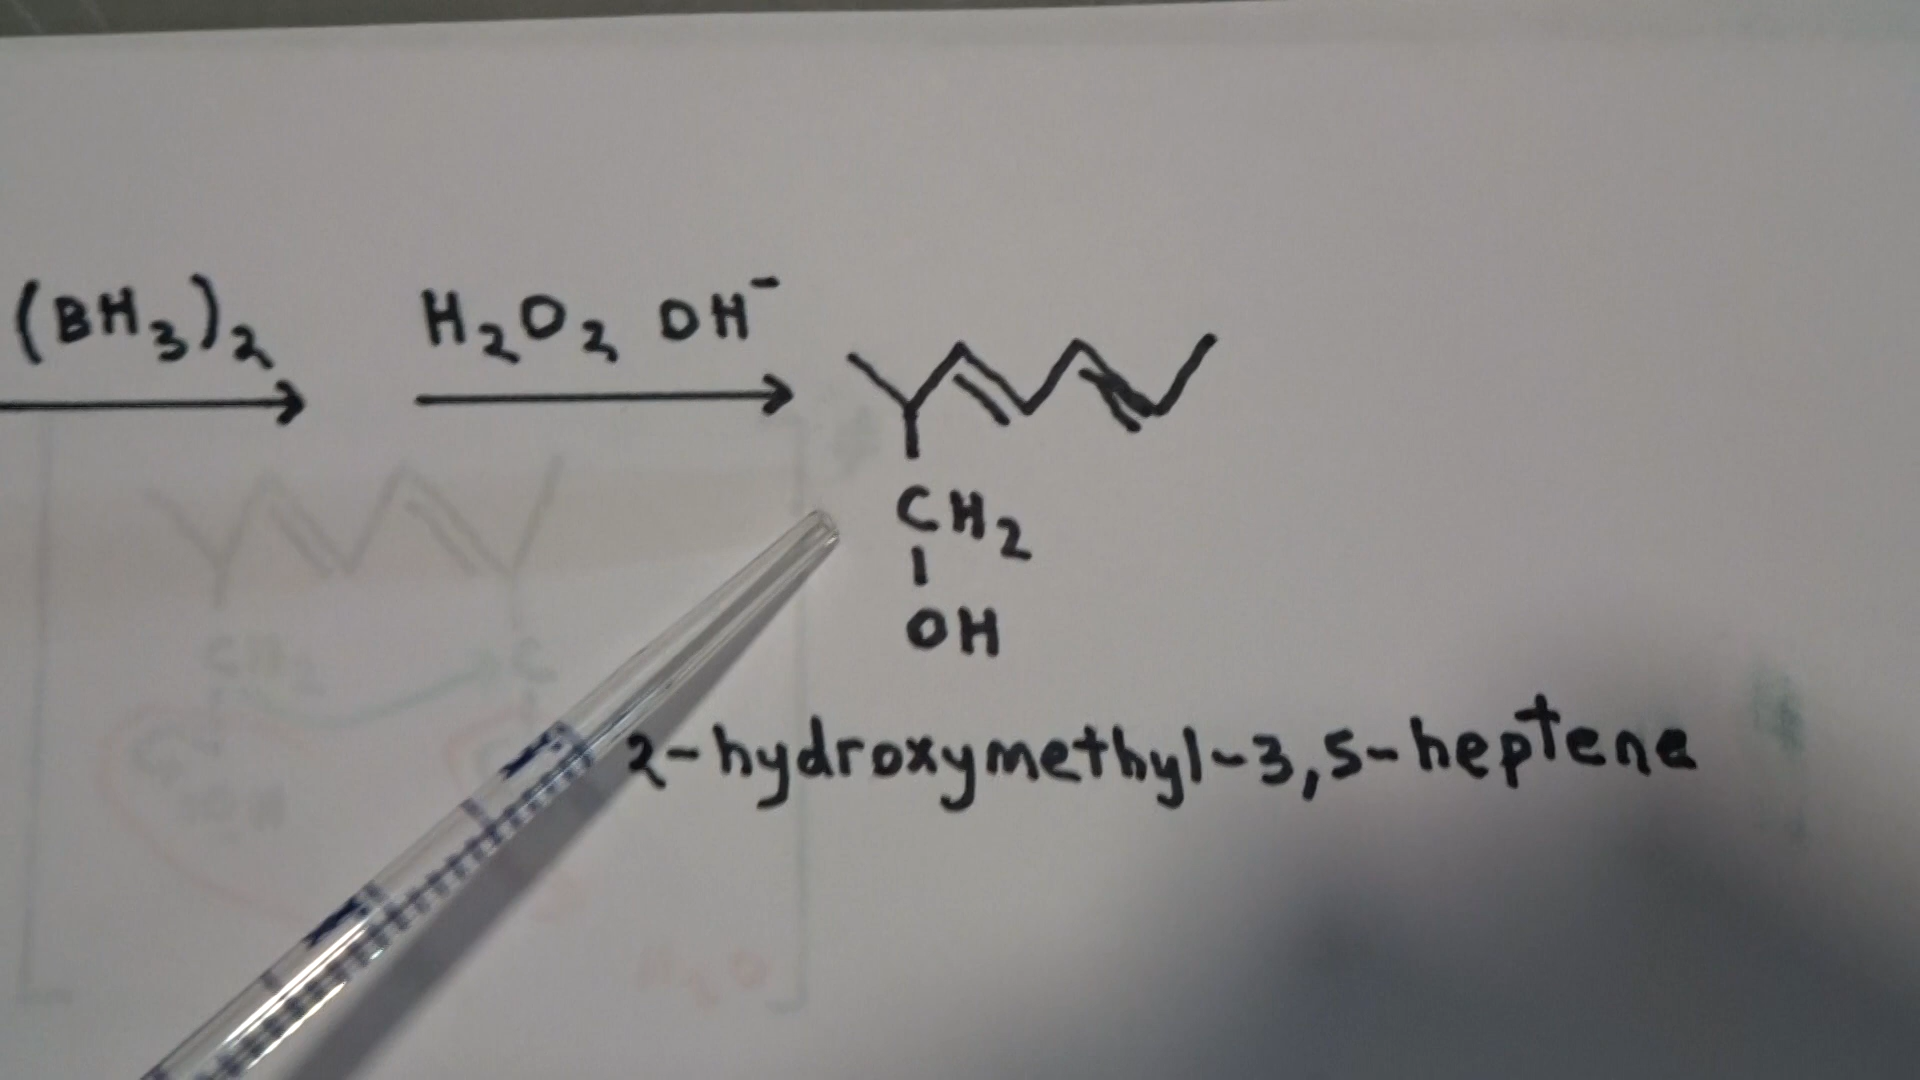 (BH3)2
H2O2 OH⁻
CH2
OH
2-hydroxymethyl-3,5-heptene